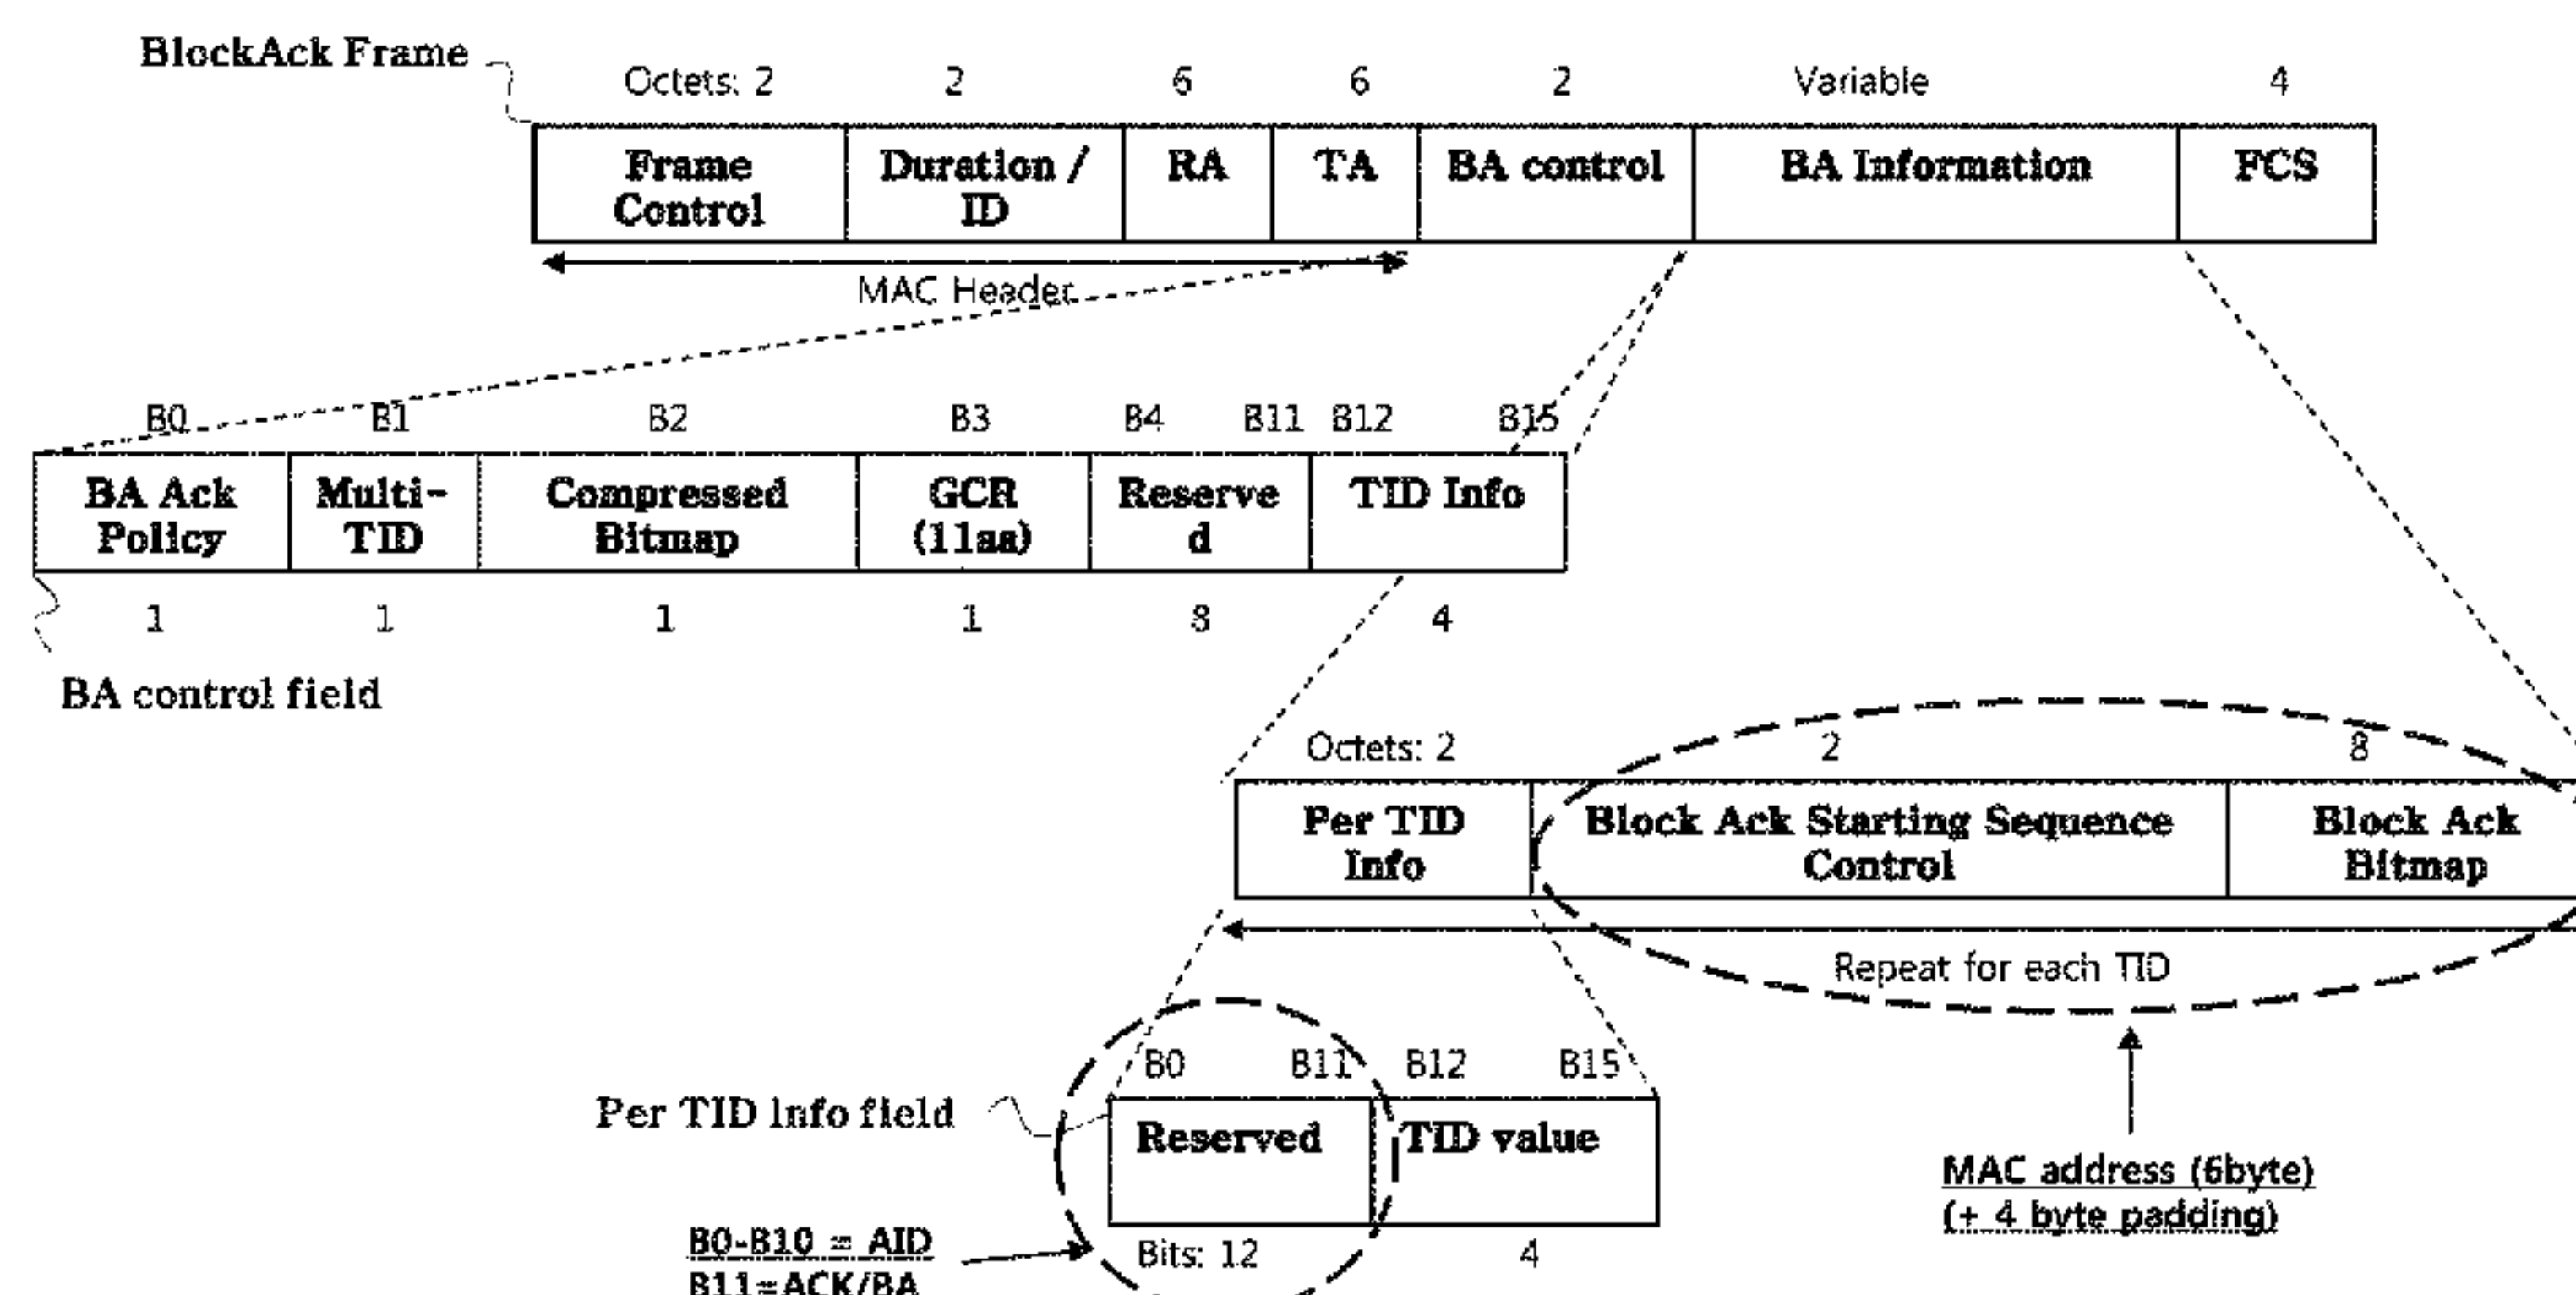 BlockAck Frame
Octets: 2 2 6 6 2 Variable 4
Frame Control Duration / ID RA TA BA control BA Information FCS
MAC Header
B0 B1 B2 B3 B4 B11 B12 B15
BA Ack Policy Multi-TID Compressed Bitmap GCR (11aa) Reserved TID Info
1 1 1 1 8 4
BA control field
Octets: 2 2 8
Per TID Info Block Ack Starting Sequence Control Block Ack Bitmap
Repeat for each TID
B0 B11 B12 B15
Per TID Info field
Reserved TID value
Bits: 12 4
MAC address (6byte)
(+ 4 byte padding)
B0-B10 = AID
B11=ACK/BA